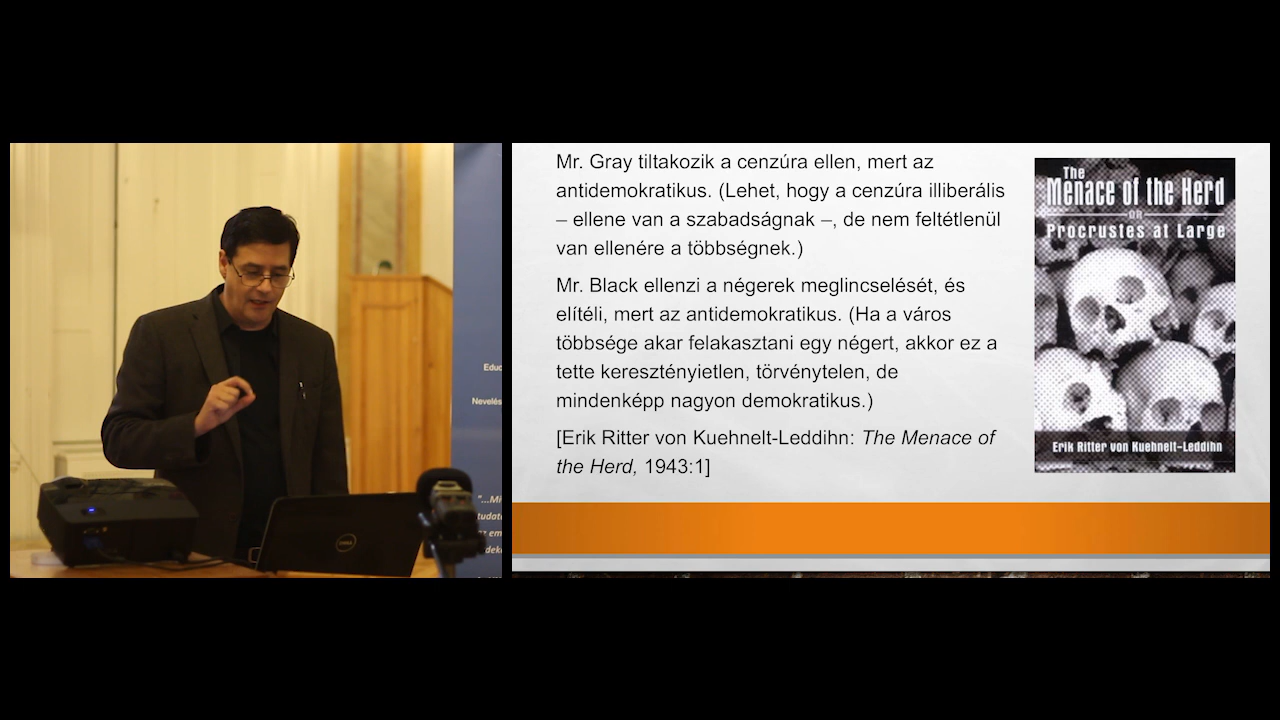 Educ
Nevelés
"...Mi
tudat
em
Mr. Gray tiltakozik a cenzúra ellen, mert az
antidemokratikus. (Lehet, hogy a cenzúra illiberális
– ellene van a szabadságnak –, de nem feltétlenül
van ellenére a többségnek.)
Mr. Black ellenzi a négerek meglincselését, és
elítéli, mert az antidemokratikus. (Ha a város
többsége akar felakasztani egy négert, akkor ez a
tette keresztényietlen, törvénytelen, de
mindenképp nagyon demokratikus.)
[Erik Ritter von Kuehnelt-Leddihn: The Menace of
the Herd, 1943:1]
The
Menace of the Herd
OR
Procrustes at Large
Erik Ritter von Kuehnelt-Leddihn
DELL